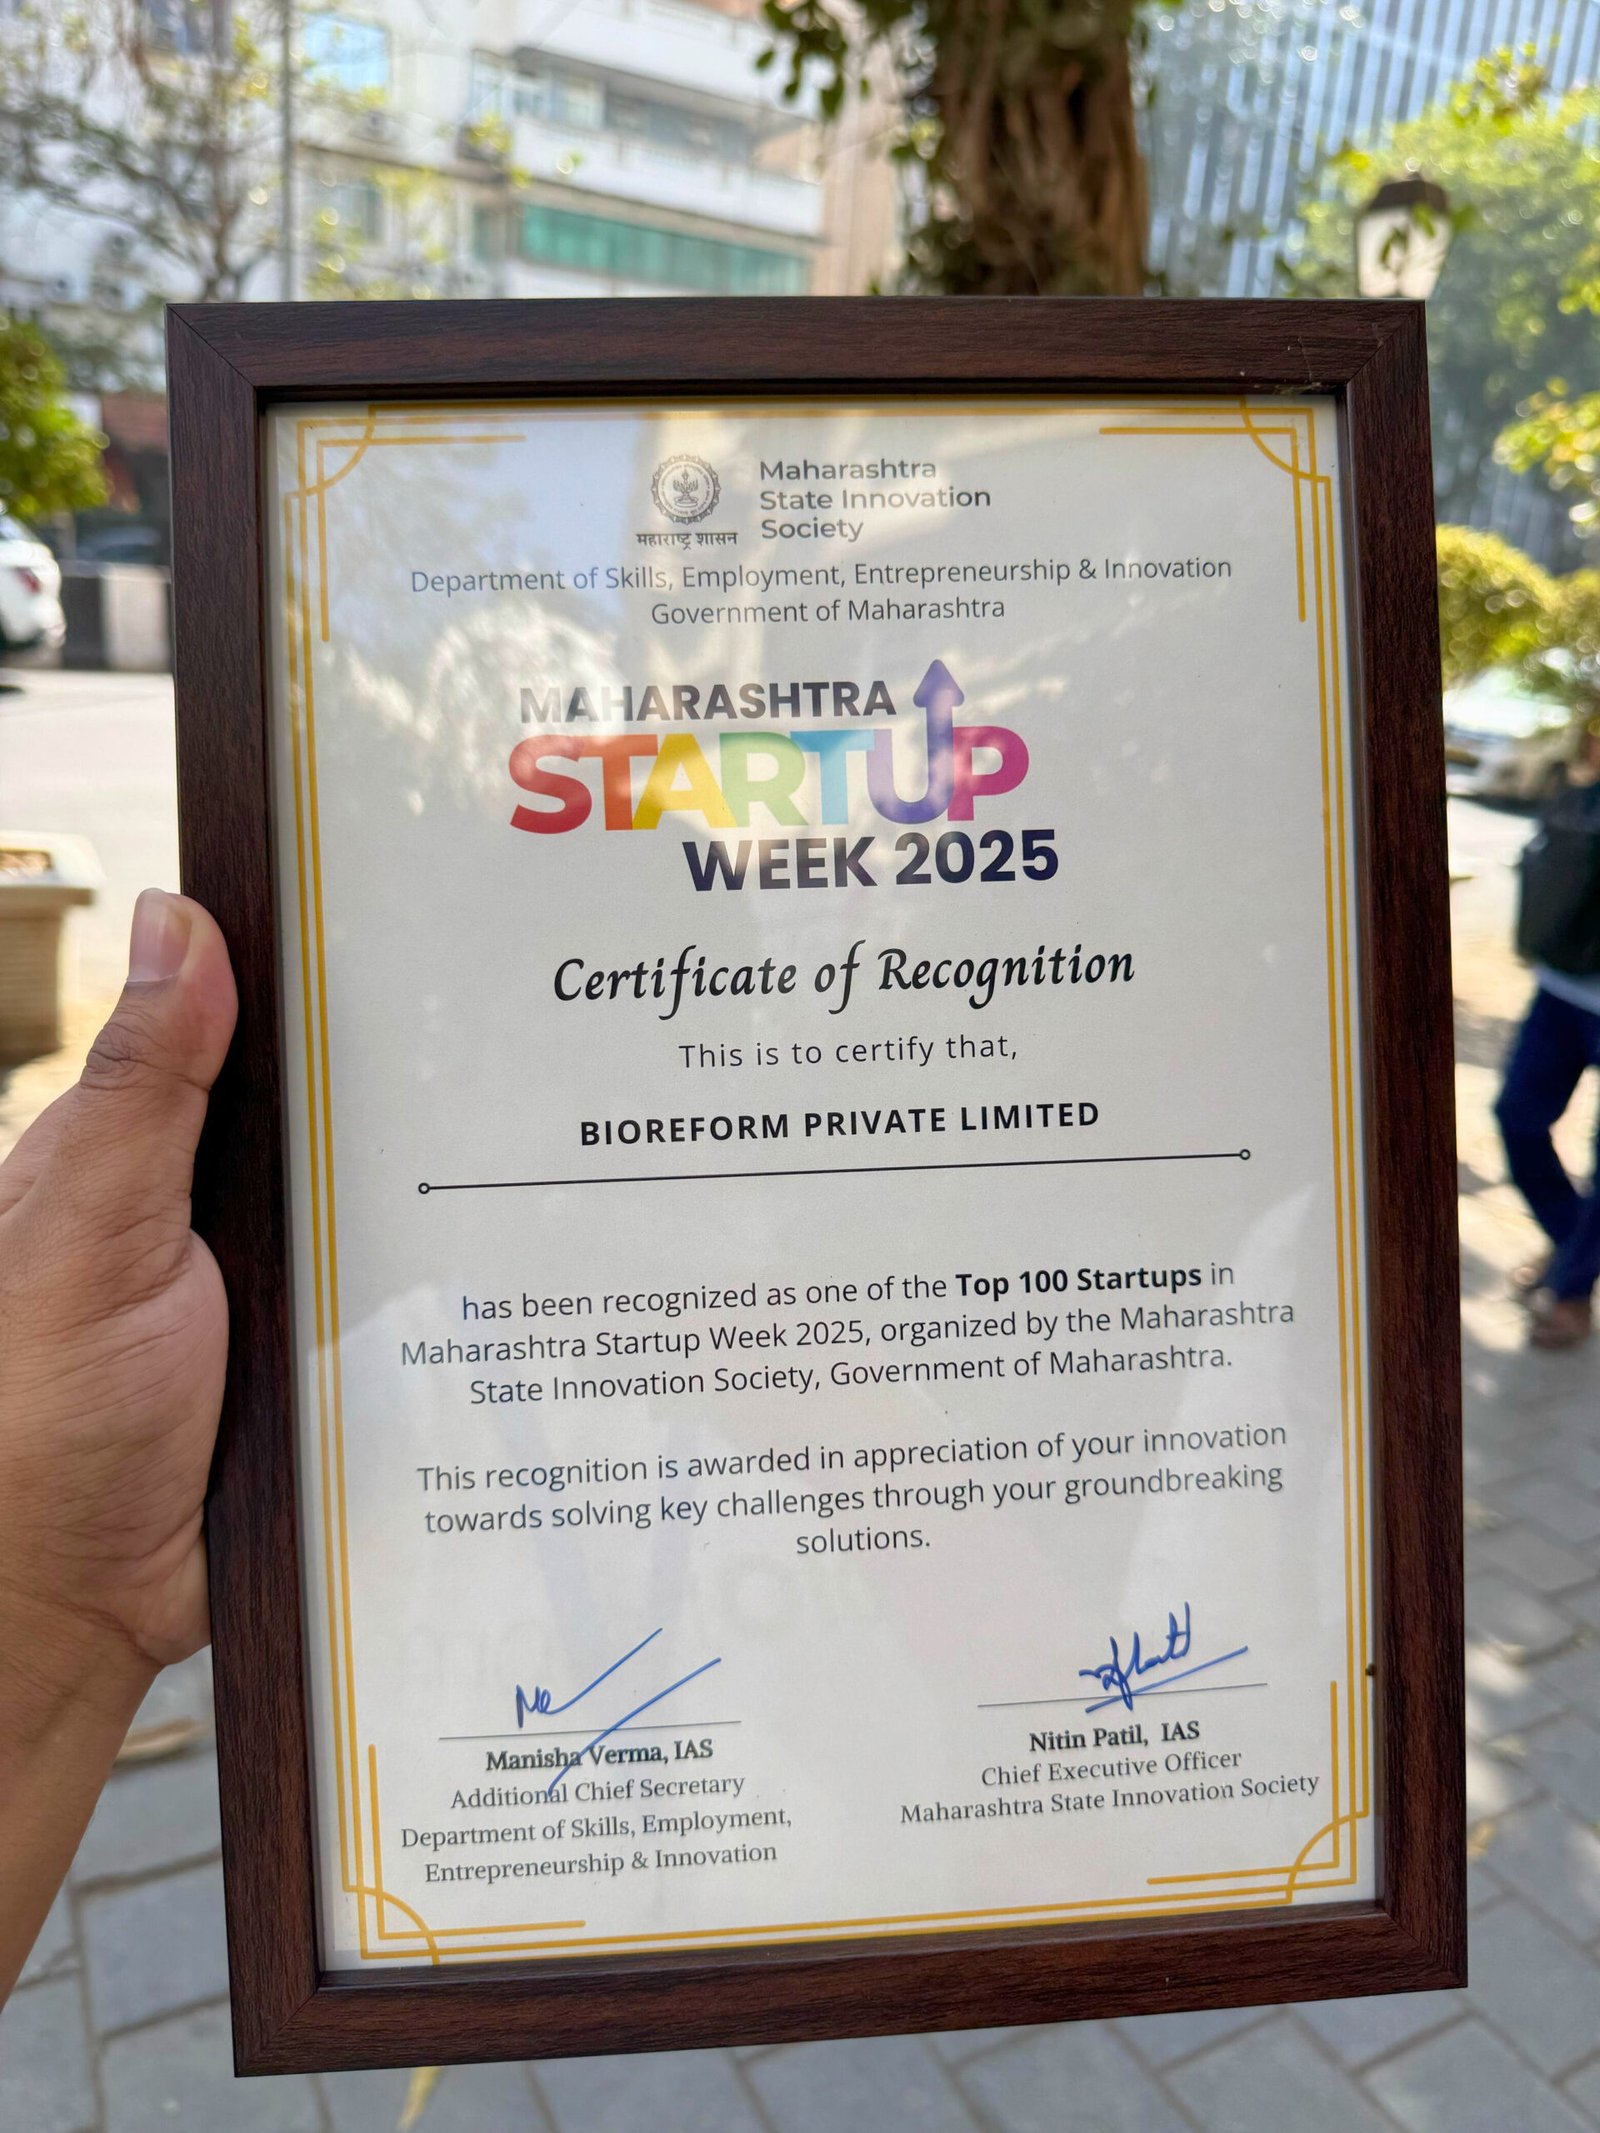 Maharashtra
State Innovation
Society
महाराष्ट्र शासन
Department of Skills, Employment, Entrepreneurship & Innovation
Government of Maharashtra
MAHARASHTRA
STARTUP
WEEK 2025
Certificate of Recognition
This is to certify that,
BIOREFORM PRIVATE LIMITED
has been recognized as one of the Top 100 Startups in
Maharashtra Startup Week 2025, organized by the Maharashtra
State Innovation Society, Government of Maharashtra.
This recognition is awarded in appreciation of your innovation
towards solving key challenges through your groundbreaking
solutions.
Manisha Verma, IAS
Additional Chief Secretary
Department of Skills, Employment,
Entrepreneurship & Innovation
Nitin Patil, IAS
Chief Executive Officer
Maharashtra State Innovation Society